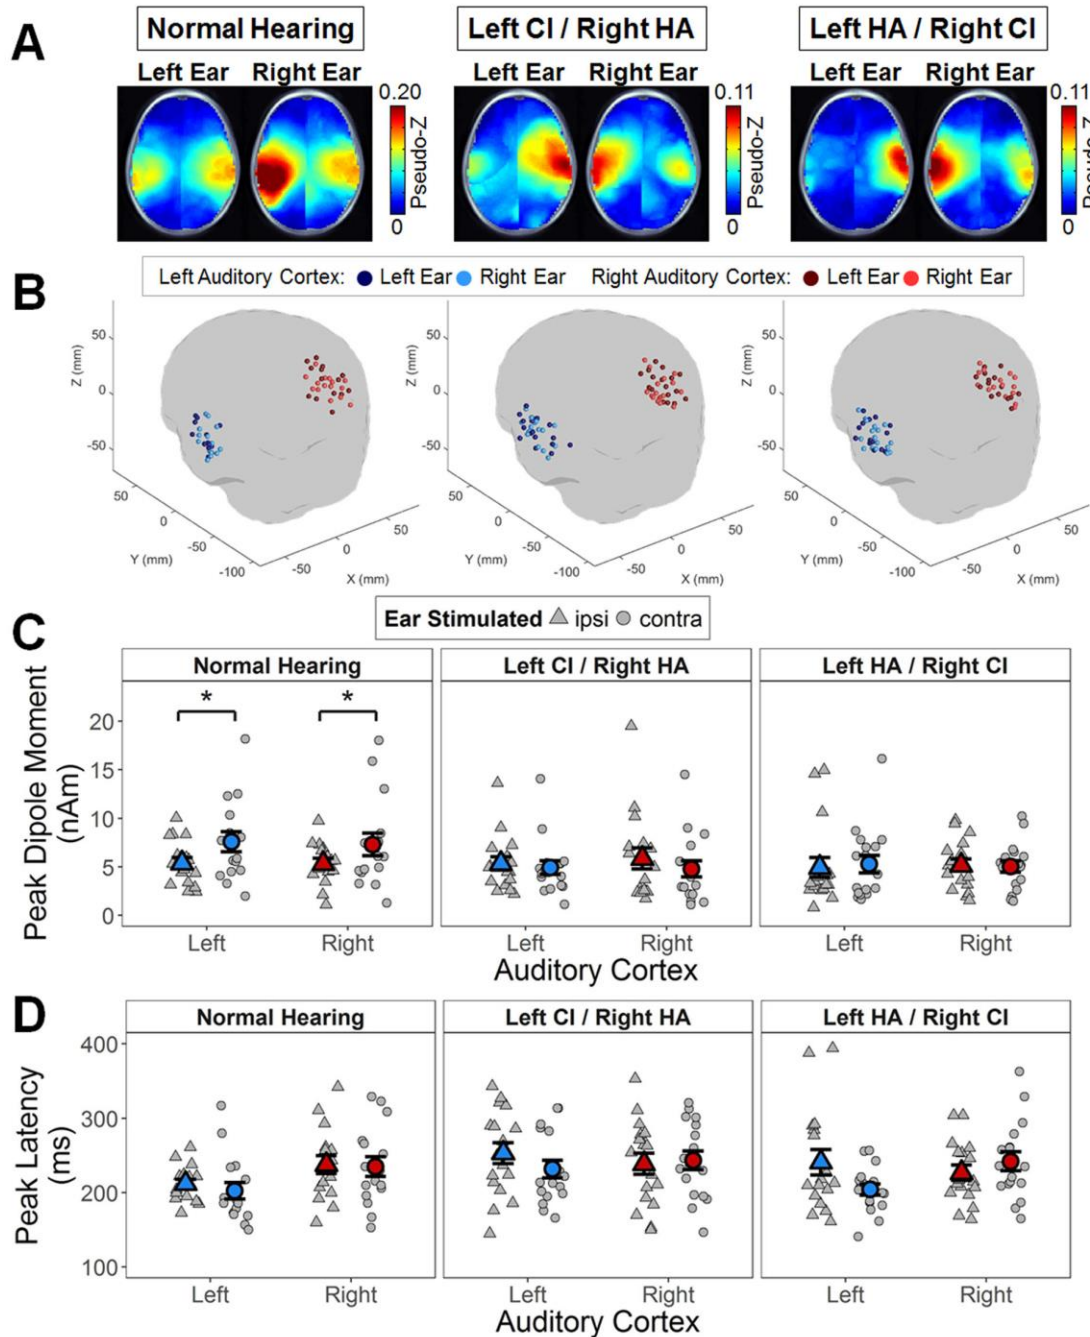 A
Normal Hearing
Left CI / Right HA
Left HA / Right CI
Left Ear Right Ear
Left Ear Right Ear
Left Ear Right Ear
0.20
Pseudo-Z
0
0.11
Pseudo-Z
0
0.11
Pseudo-Z
0
Left Auditory Cortex: Left Ear Right Ear Right Auditory Cortex: Left Ear Right Ear
B
50
0
-50
Z (mm)
50
0
-50
-100
Y (mm)
-50
0
50
X (mm)
50
0
-50
Z (mm)
50
0
-50
-100
Y (mm)
-50
0
50
X (mm)
50
0
-50
Z (mm)
50
0
-50
-100
Y (mm)
-50
0
50
X (mm)
C
Ear Stimulated ipsi contra
Normal Hearing
Left CI / Right HA
Left HA / Right CI
Peak Dipole Moment
(nAm)
20
15
10
5
0
* *
Left Right
Left Right
Left Right
Auditory Cortex
D
Normal Hearing
Left CI / Right HA
Left HA / Right CI
Peak Latency
(ms)
400
300
200
100
Left Right
Left Right
Left Right
Auditory Cortex